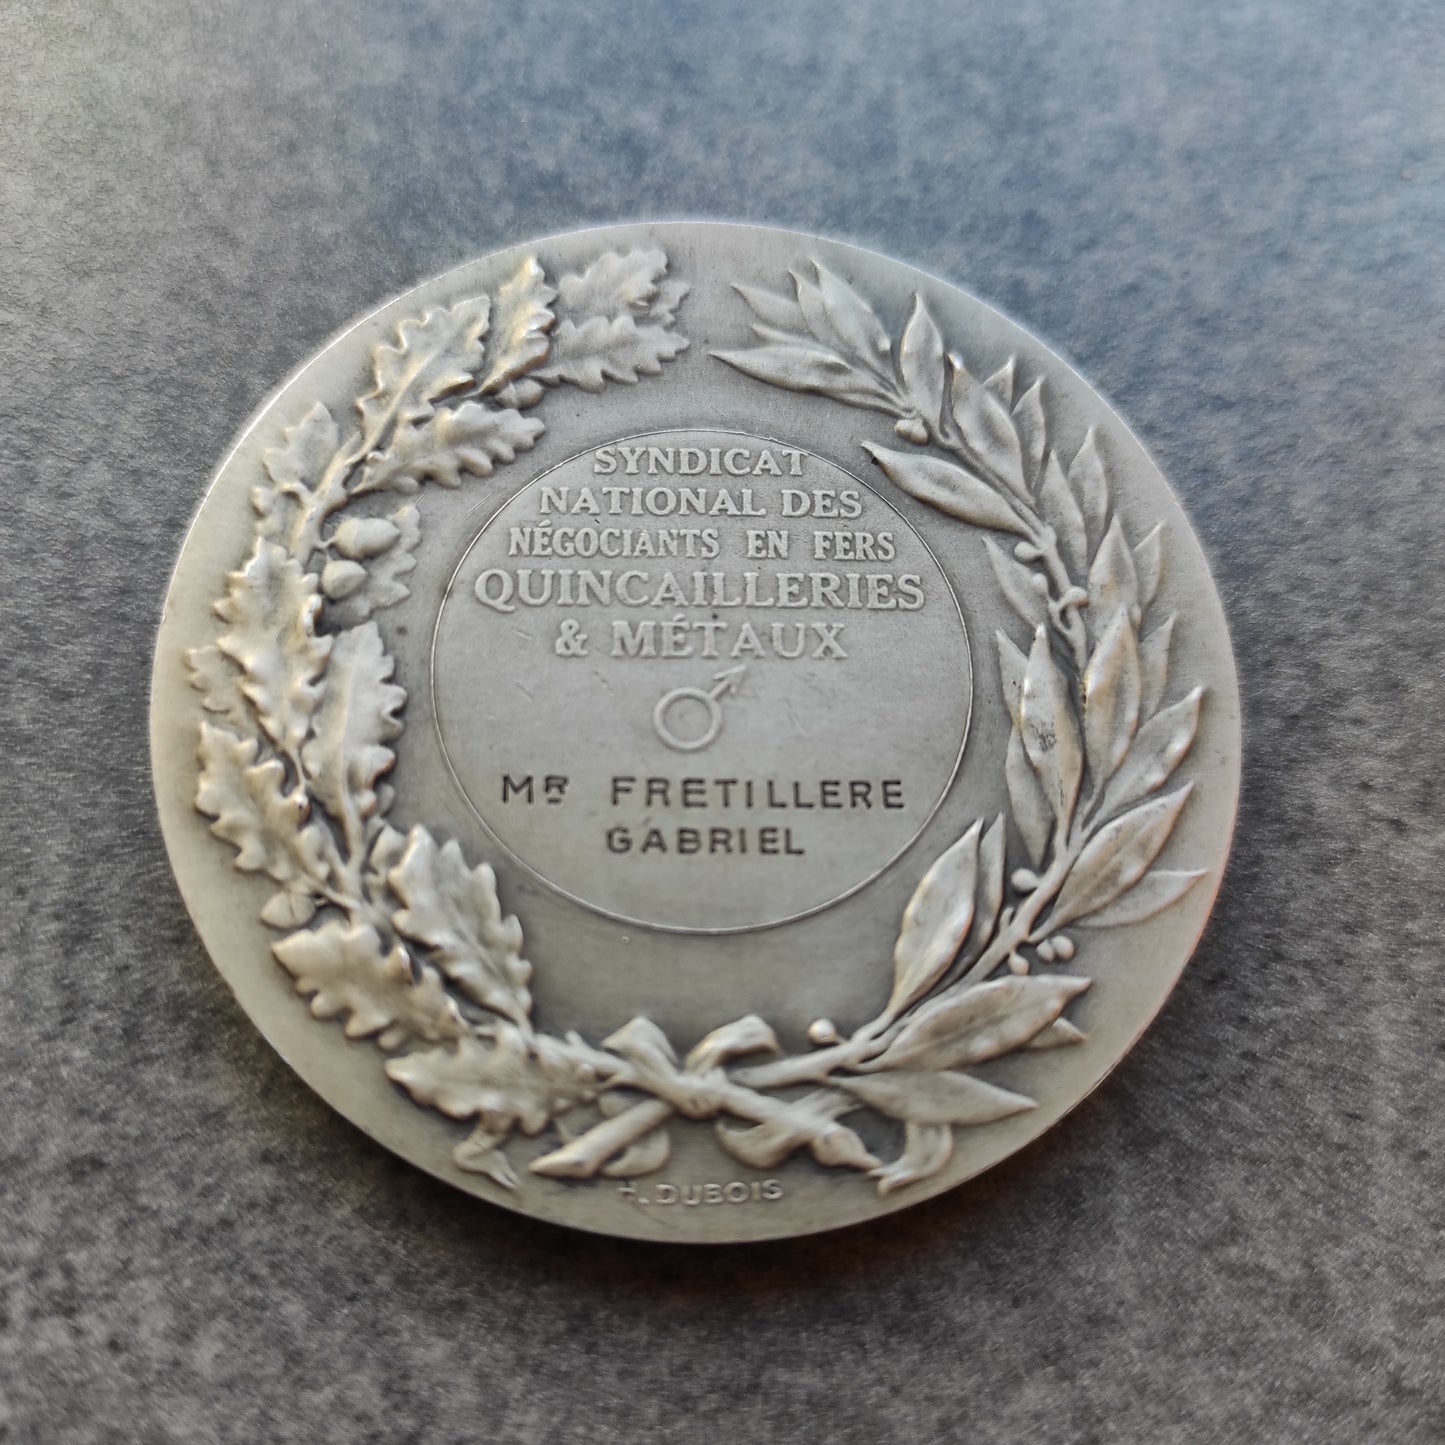 SYNDICAT
NATIONAL DES
NÉGOCIANTS EN FERS
QUINCAILLERIES
& MÉTAUX
MR FRETILLERE
GABRIEL
H. DUBOIS